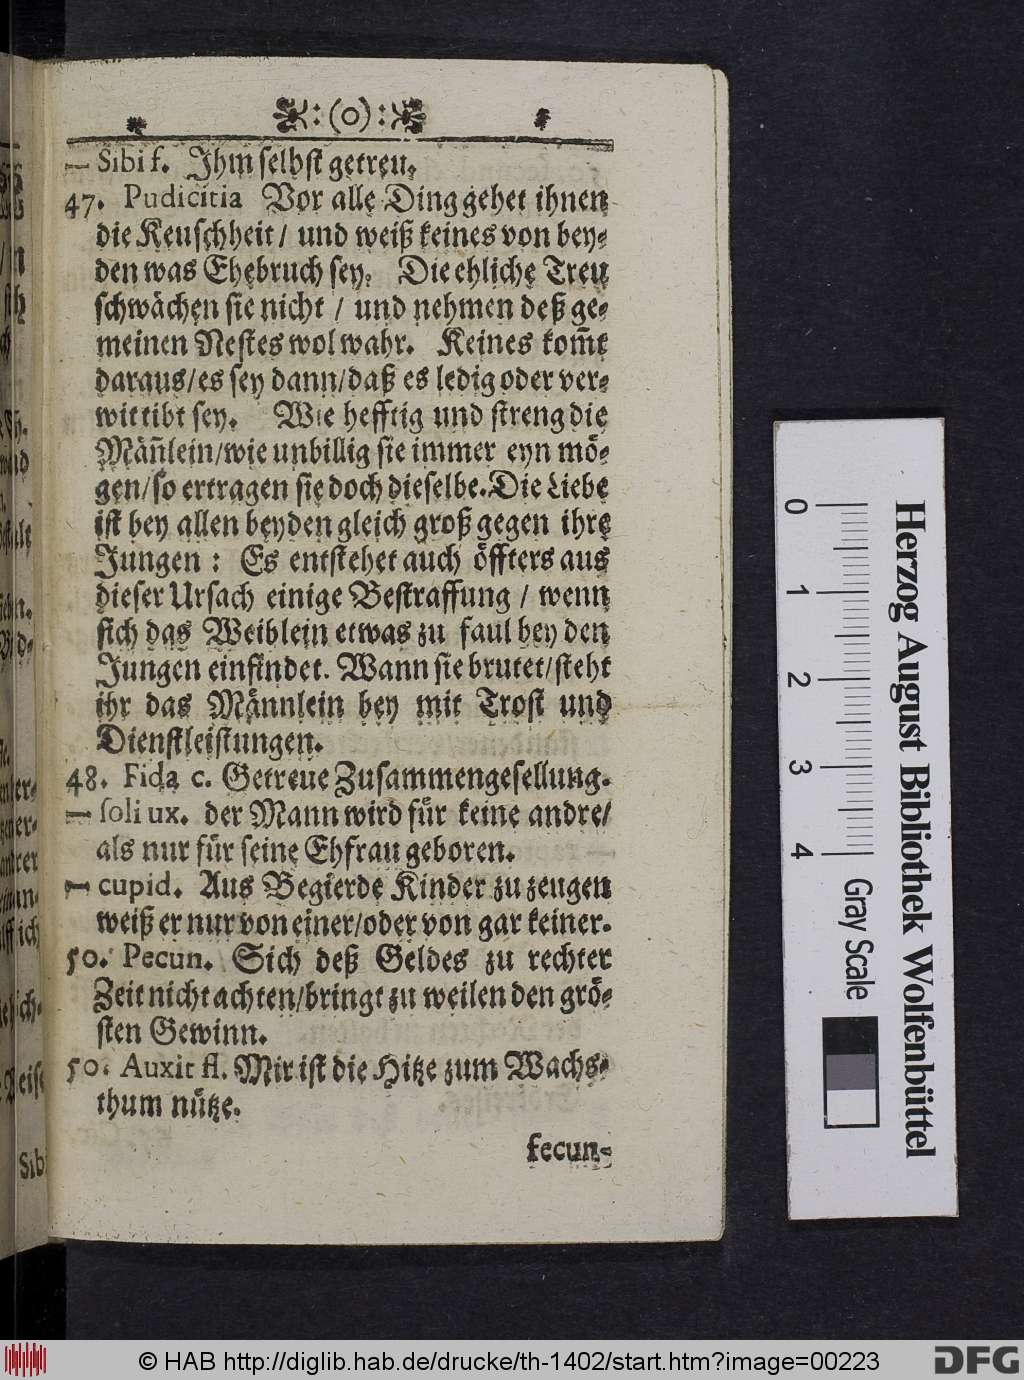 :(o):
— Sibi f. Ihm selbst getreu.
47. Pudicitia Vor alle Ding gehet ihnen
die Keuschheit / und weiß keines von bey-
den was Ehebruch sey. Die ehliche Treu
schwächen sie nicht / und nehmen deß ge-
meinen Nestes wol wahr. Keines kom̃t
daraus/es sey dann/daß es ledig oder ver-
wittibt sey. Wie hefftig und streng die
Män̄lein/wie unbillig sie immer eyn mö-
gen/so ertragen sie doch dieselbe. Die Liebe
ist bey allen beyden gleich groß gegen ihre
Jungen : Es entstehet auch öffters aus
dieser Ursach einige Bestraffung / wenn
sich das Weiblein etwas zu faul bey den
Jungen einfindet. Wann sie brutet/steht
ihr das Männlein bey mit Trost und
Dienstleistungen.
48. Fida c. Getreue Zusammengesellung.
— soli ux. der Mann wird für keine andre/
als nur für seine Ehfrau geboren.
— cupid. Aus Begierde Kinder zu zeugen
weiß er nur von einer/oder von gar keiner.
50. Pecun. Sich deß Geldes zu rechter
Zeit nicht achten/bringt zu weilen den grö-
sten Gewinn.
50. Auxit fl. Mir ist die Hitze zum Wachs-
thum nütze.
fecun-
Herzog August Bibliothek Wolfenbüttel
0 1 2 3 4
Gray Scale
© HAB http://diglib.hab.de/drucke/th-1402/start.htm?image=00223
DFG